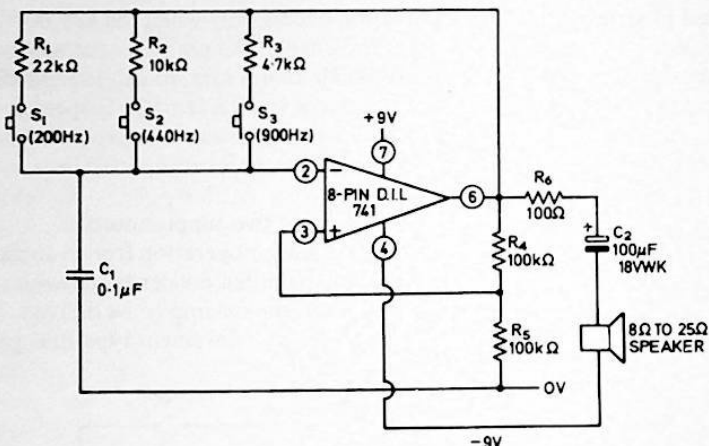 R1
22kΩ
R2
10kΩ
R3
4·7kΩ
S1
(200Hz)
S2
(440Hz)
S3
(900Hz)
+9V
7
2
−
8-PIN D.I.L
741
6
3
+
4
R6
100Ω
+
C2
100µF
18VWK
C1
0·1µF
R4
100kΩ
R5
100kΩ
8Ω TO 25Ω
SPEAKER
0V
−9V